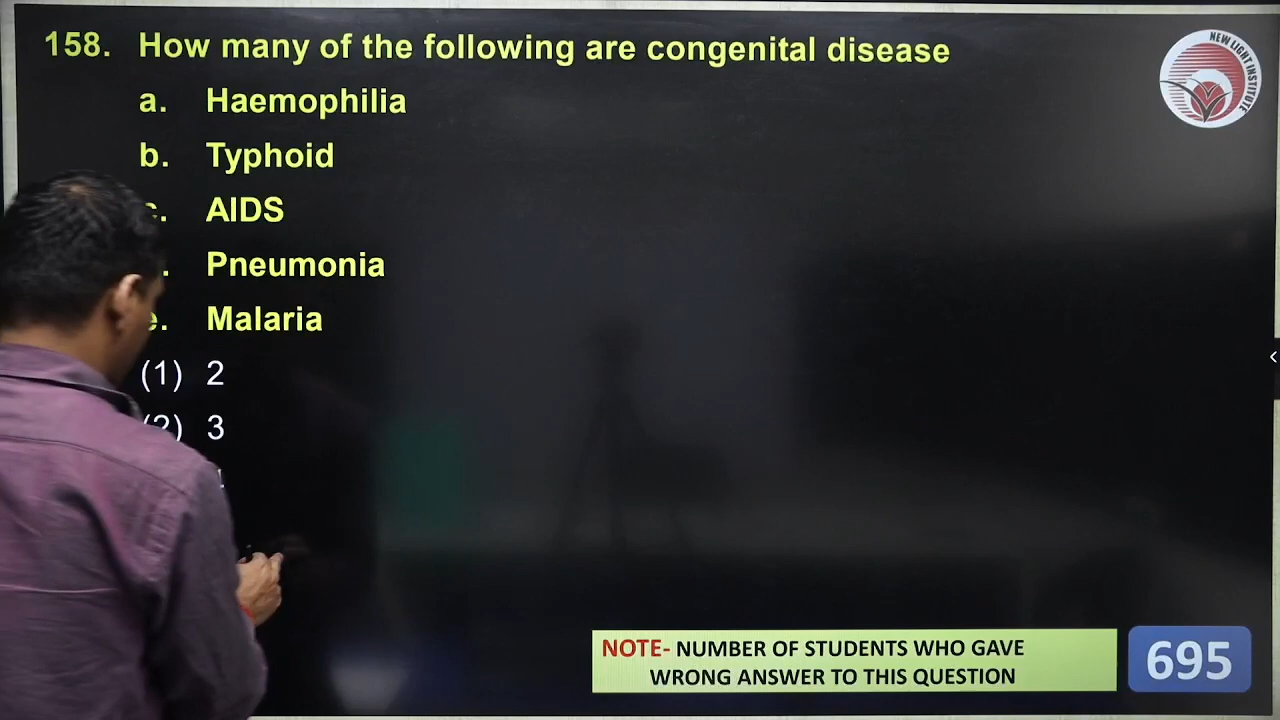 158. How many of the following are congenital disease
NEW LIGHT INSTITUTE
a. Haemophilia
b. Typhoid
c. AIDS
. Pneumonia
e. Malaria
(1) 2
(2) 3
NOTE- NUMBER OF STUDENTS WHO GAVE
WRONG ANSWER TO THIS QUESTION
695